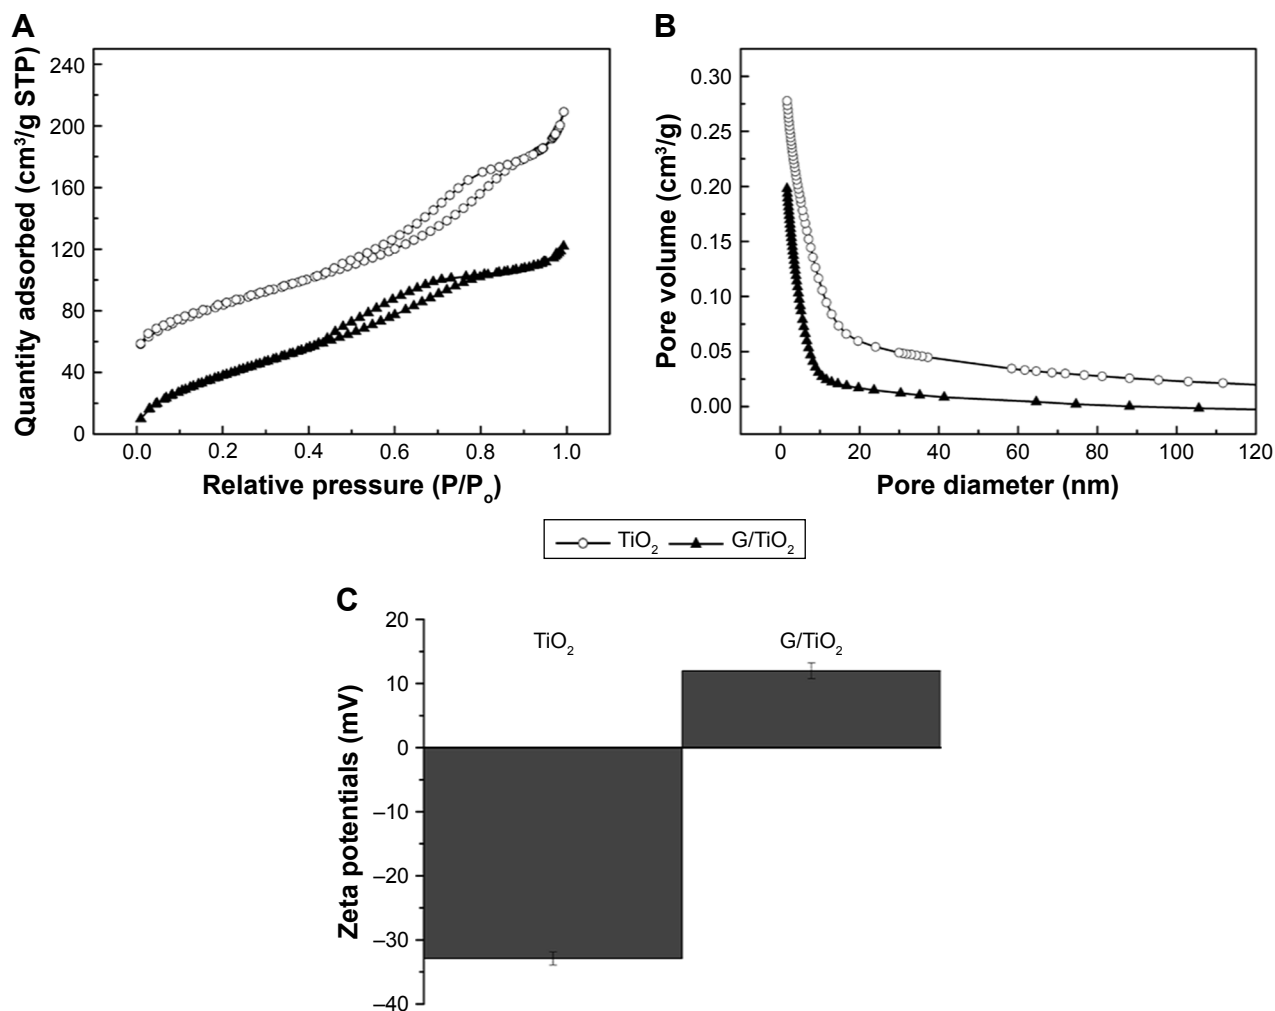 A
Quantity adsorbed (cm³/g STP)
240
200
160
120
80
40
0
0.0 0.2 0.4 0.6 0.8 1.0
Relative pressure (P/Pₒ)
B
Pore volume (cm³/g)
0.30
0.25
0.20
0.15
0.10
0.05
0.00
0 20 40 60 80 100 120
Pore diameter (nm)
TiO₂ G/TiO₂
C
Zeta potentials (mV)
20
10
0
–10
–20
–30
–40
TiO₂ G/TiO₂